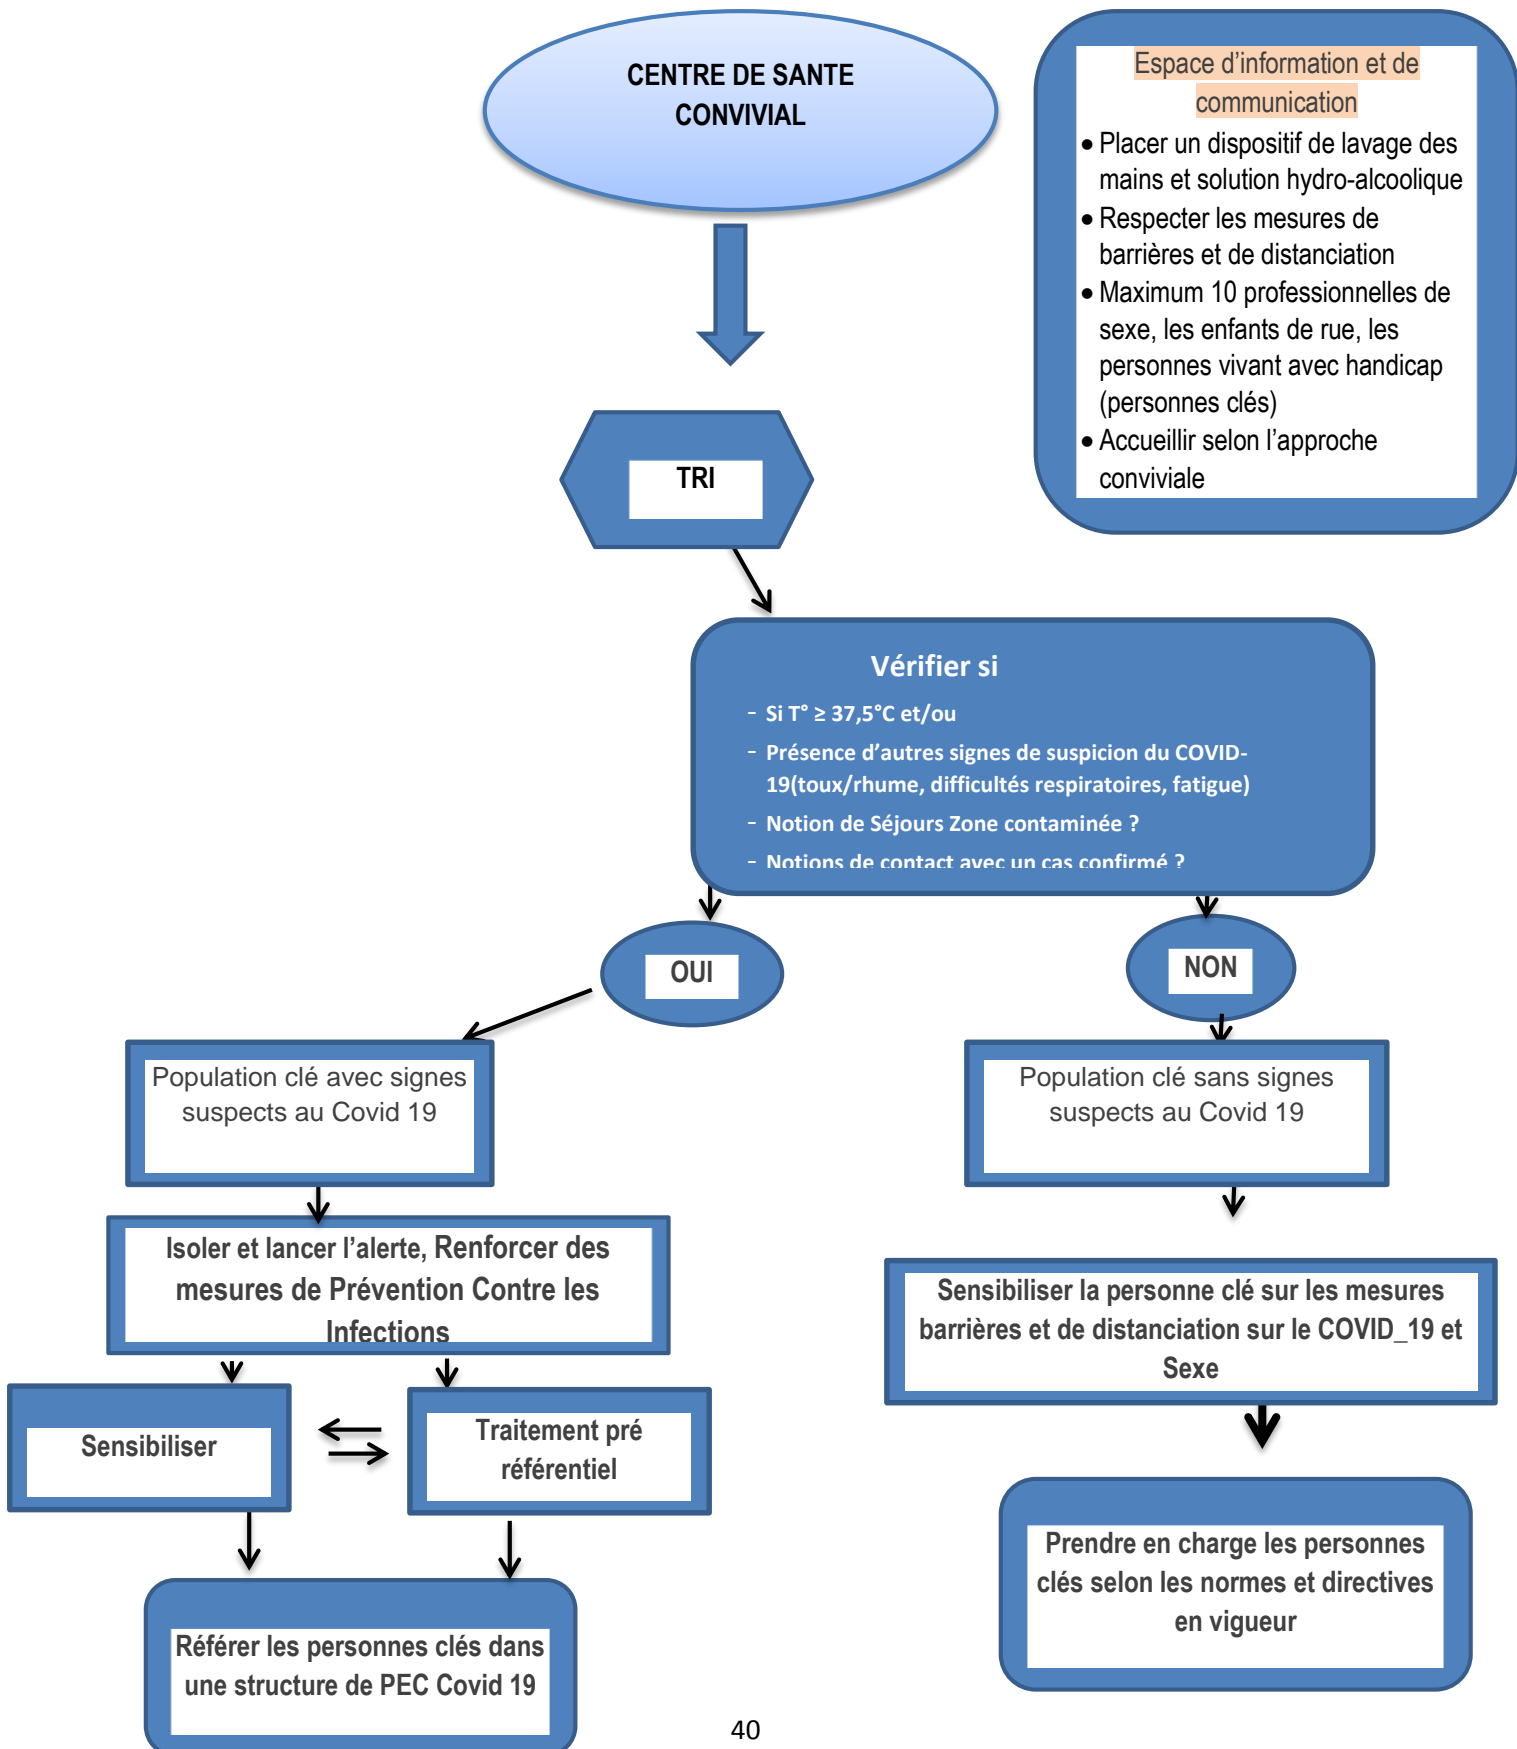 CENTRE DE SANTE
CONVIVIAL
Espace d’information et de
communication
• Placer un dispositif de lavage des
mains et solution hydro-alcoolique
• Respecter les mesures de
barrières et de distanciation
• Maximum 10 professionnelles de
sexe, les enfants de rue, les
personnes vivant avec handicap
(personnes clés)
• Accueillir selon l’approche
conviviale
TRI
Vérifier si
- Si T° ≥ 37,5°C et/ou
- Présence d’autres signes de suspicion du COVID-
19(toux/rhume, difficultés respiratoires, fatigue)
- Notion de Séjours Zone contaminée ?
- Notions de contact avec un cas confirmé ?
OUI
NON
Population clé avec signes
suspects au Covid 19
Population clé sans signes
suspects au Covid 19
Isoler et lancer l’alerte, Renforcer des
mesures de Prévention Contre les
Infections
Sensibiliser la personne clé sur les mesures
barrières et de distanciation sur le COVID_19 et
Sexe
Sensibiliser
Traitement pré
référentiel
Prendre en charge les personnes
clés selon les normes et directives
en vigueur
Référer les personnes clés dans
une structure de PEC Covid 19
40